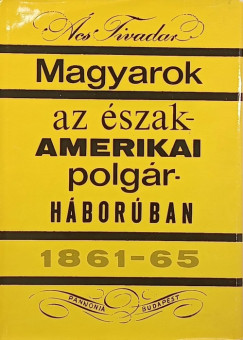 Ács Tivadar
Magyarok
az észak-
AMERIKAI
polgár-
HÁBORÚBAN
1861-65
PANNONIA BUDAPEST